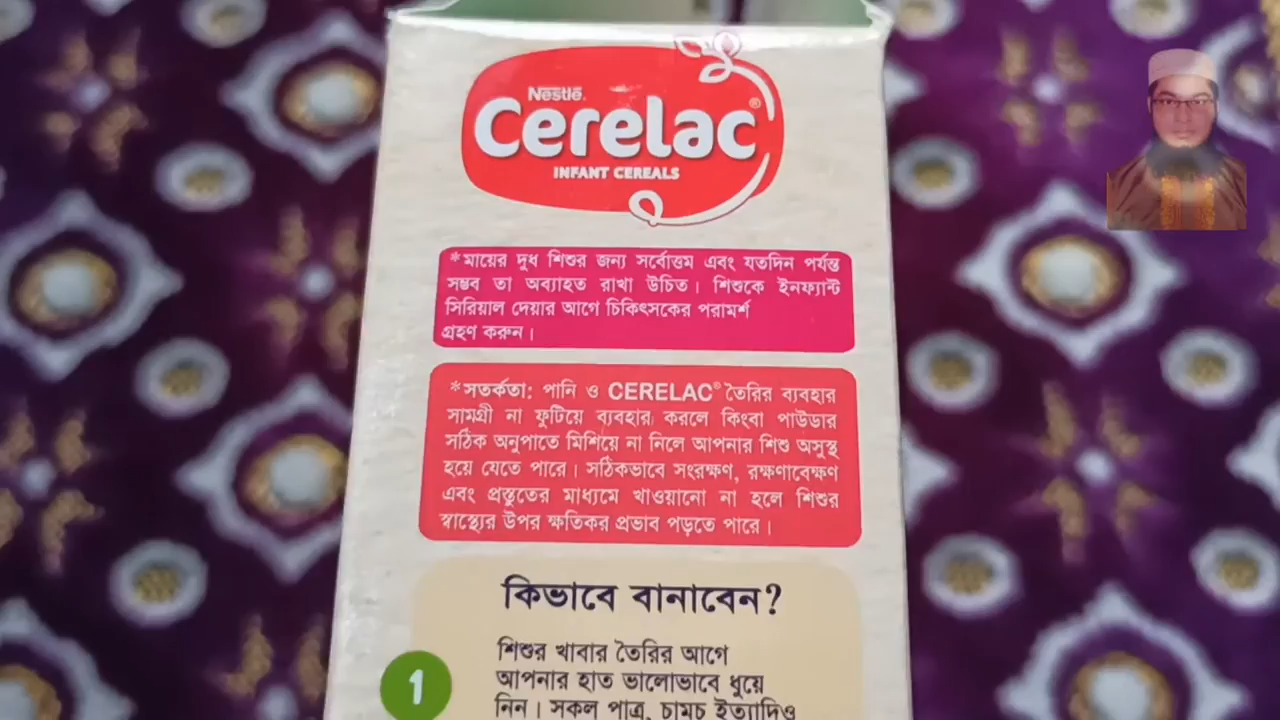 Nestlé.
Cerelac®
INFANT CEREALS
*মায়ের দুধ শিশুর জন্য সর্বোত্তম এবং যতদিন পর্যন্ত
সম্ভব তা অব্যাহত রাখা উচিত। শিশুকে ইনফ্যান্ট
সিরিয়াল দেয়ার আগে চিকিৎসকের পরামর্শ
গ্রহণ করুন।
*সতর্কতা: পানি ও CERELAC® তৈরির ব্যবহার
সামগ্রী না ফুটিয়ে ব্যবহার করলে কিংবা পাউডার
সঠিক অনুপাতে মিশিয়ে না নিলে আপনার শিশু অসুস্থ
হয়ে যেতে পারে। সঠিকভাবে সংরক্ষণ, রক্ষণাবেক্ষণ
এবং প্রস্তুতের মাধ্যমে খাওয়ানো না হলে শিশুর
স্বাস্থ্যের উপর ক্ষতিকর প্রভাব পড়তে পারে।
কিভাবে বানাবেন?
1
শিশুর খাবার তৈরির আগে
আপনার হাত ভালোভাবে ধুয়ে
নিন। সকল পাত্র, চামচ ইত্যাদিও